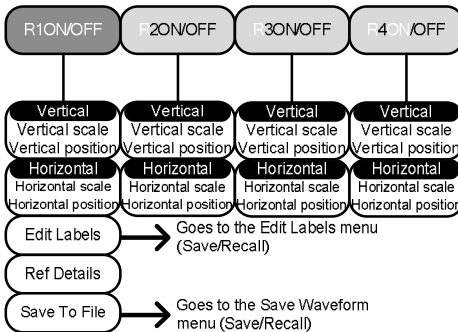 R1ON/OFF R2ON/OFF R3ON/OFF R4ON/OFF
Vertical Vertical Vertical Vertical
Vertical scale Vertical scale Vertical scale Vertical scale
Vertical position Vertical position Vertical position Vertical position
Horizontal Horizontal Horizontal Horizontal
Horizontal scale Horizontal scale Horizontal scale Horizontal scale
Horizontal position Horizontal position Horizontal position Horizontal position
Edit Labels Goes to the Edit Labels menu
(Save/Recall)
Ref Details
Save To File Goes to the Save Waveform
menu (Save/Recall)